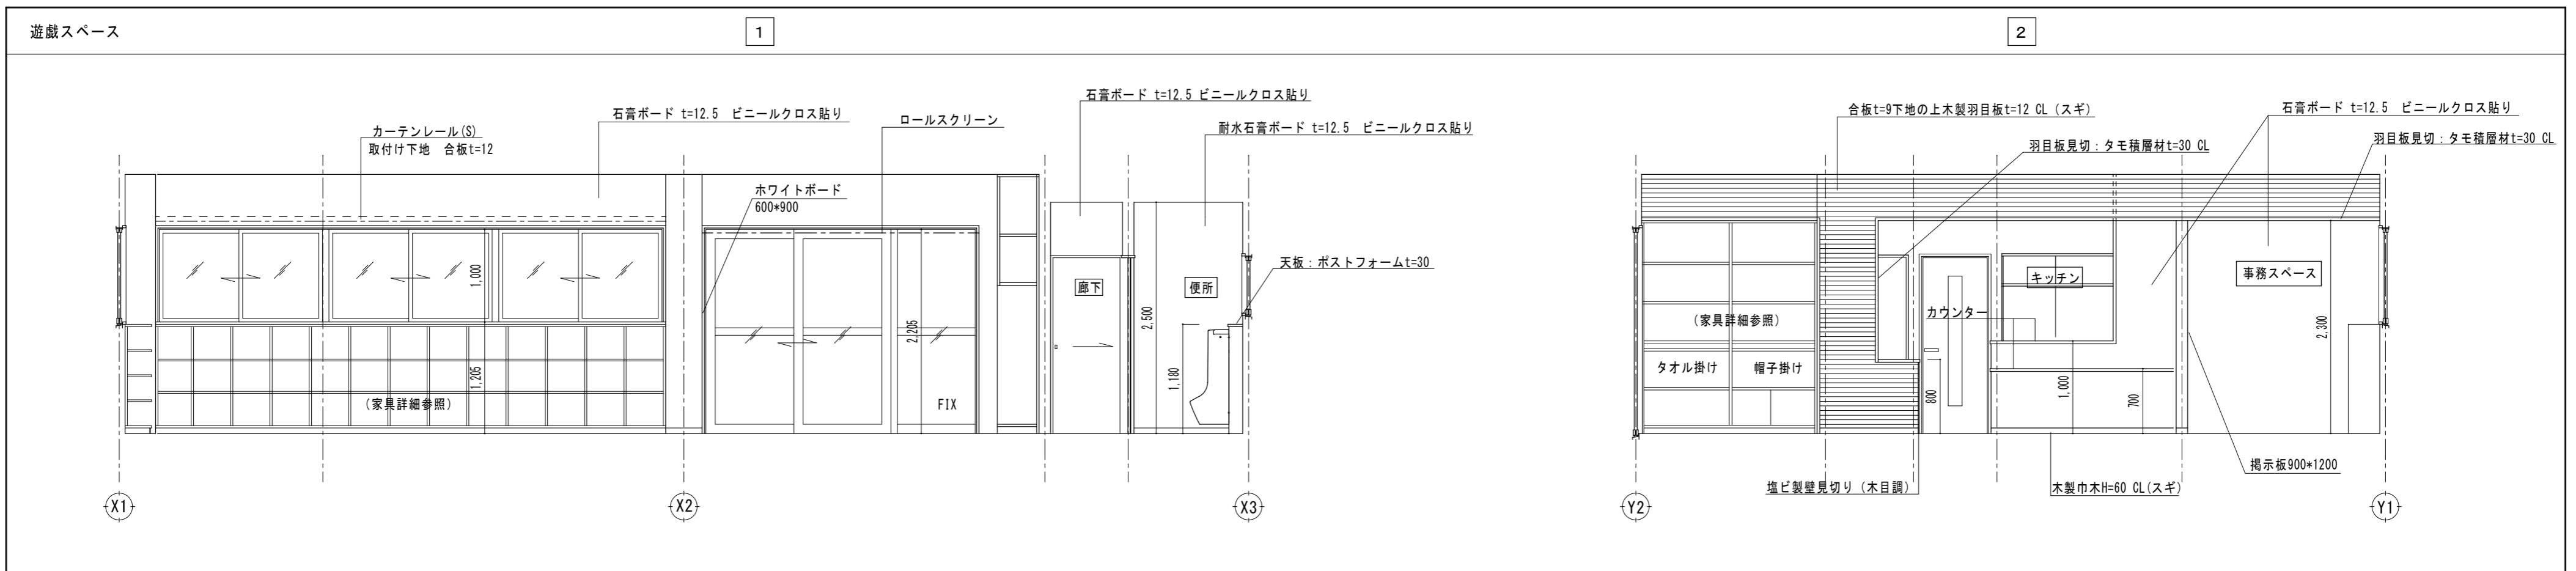 遊戯スペース
1
2
石膏ボード t=12.5 ビニールクロス貼り
石膏ボード t=12.5 ビニールクロス貼り
ロールスクリーン
カーテンレール(S)
取付け下地 合板t=12
耐水石膏ボード t=12.5 ビニールクロス貼り
ホワイトボード
600*900
天板：ポストフォームt=30
廊下
便所
1,000
1,205
2,205
2,500
1,180
(家具詳細参照)
FIX
X1
X2
X3
合板t=9下地の上木製羽目板t=12 CL (スギ)
石膏ボード t=12.5 ビニールクロス貼り
羽目板見切：タモ積層材t=30 CL
羽目板見切：タモ積層材t=30 CL
キッチン
事務スペース
カウンター
(家具詳細参照)
タオル掛け
帽子掛け
800
1,000
700
2,300
掲示板900*1200
塩ビ製壁見切り (木目調)
木製巾木H=60 CL(スギ)
Y2
Y1